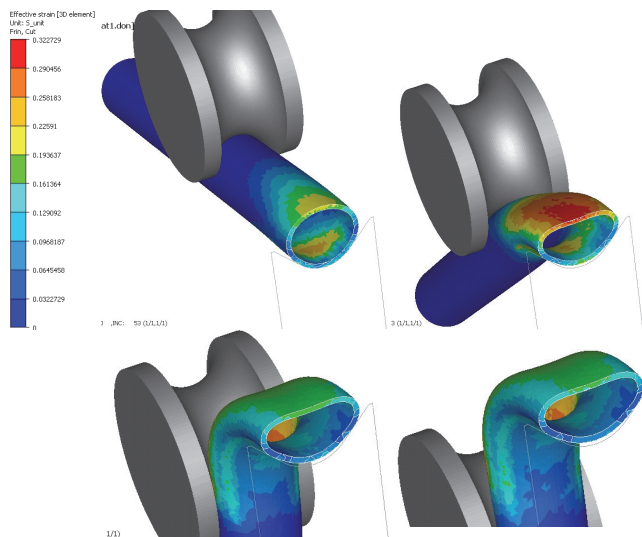 Effective strain [3D element]
Unit: S_unit
Frin, Cut
0.322729
0.290456
0.258183
0.22591
0.193637
0.161364
0.129092
0.0968187
0.0645458
0.0322729
0
at1.don]
,INC: 53 (1/1,1/1)
3 (1/1,1/1)
1/1)